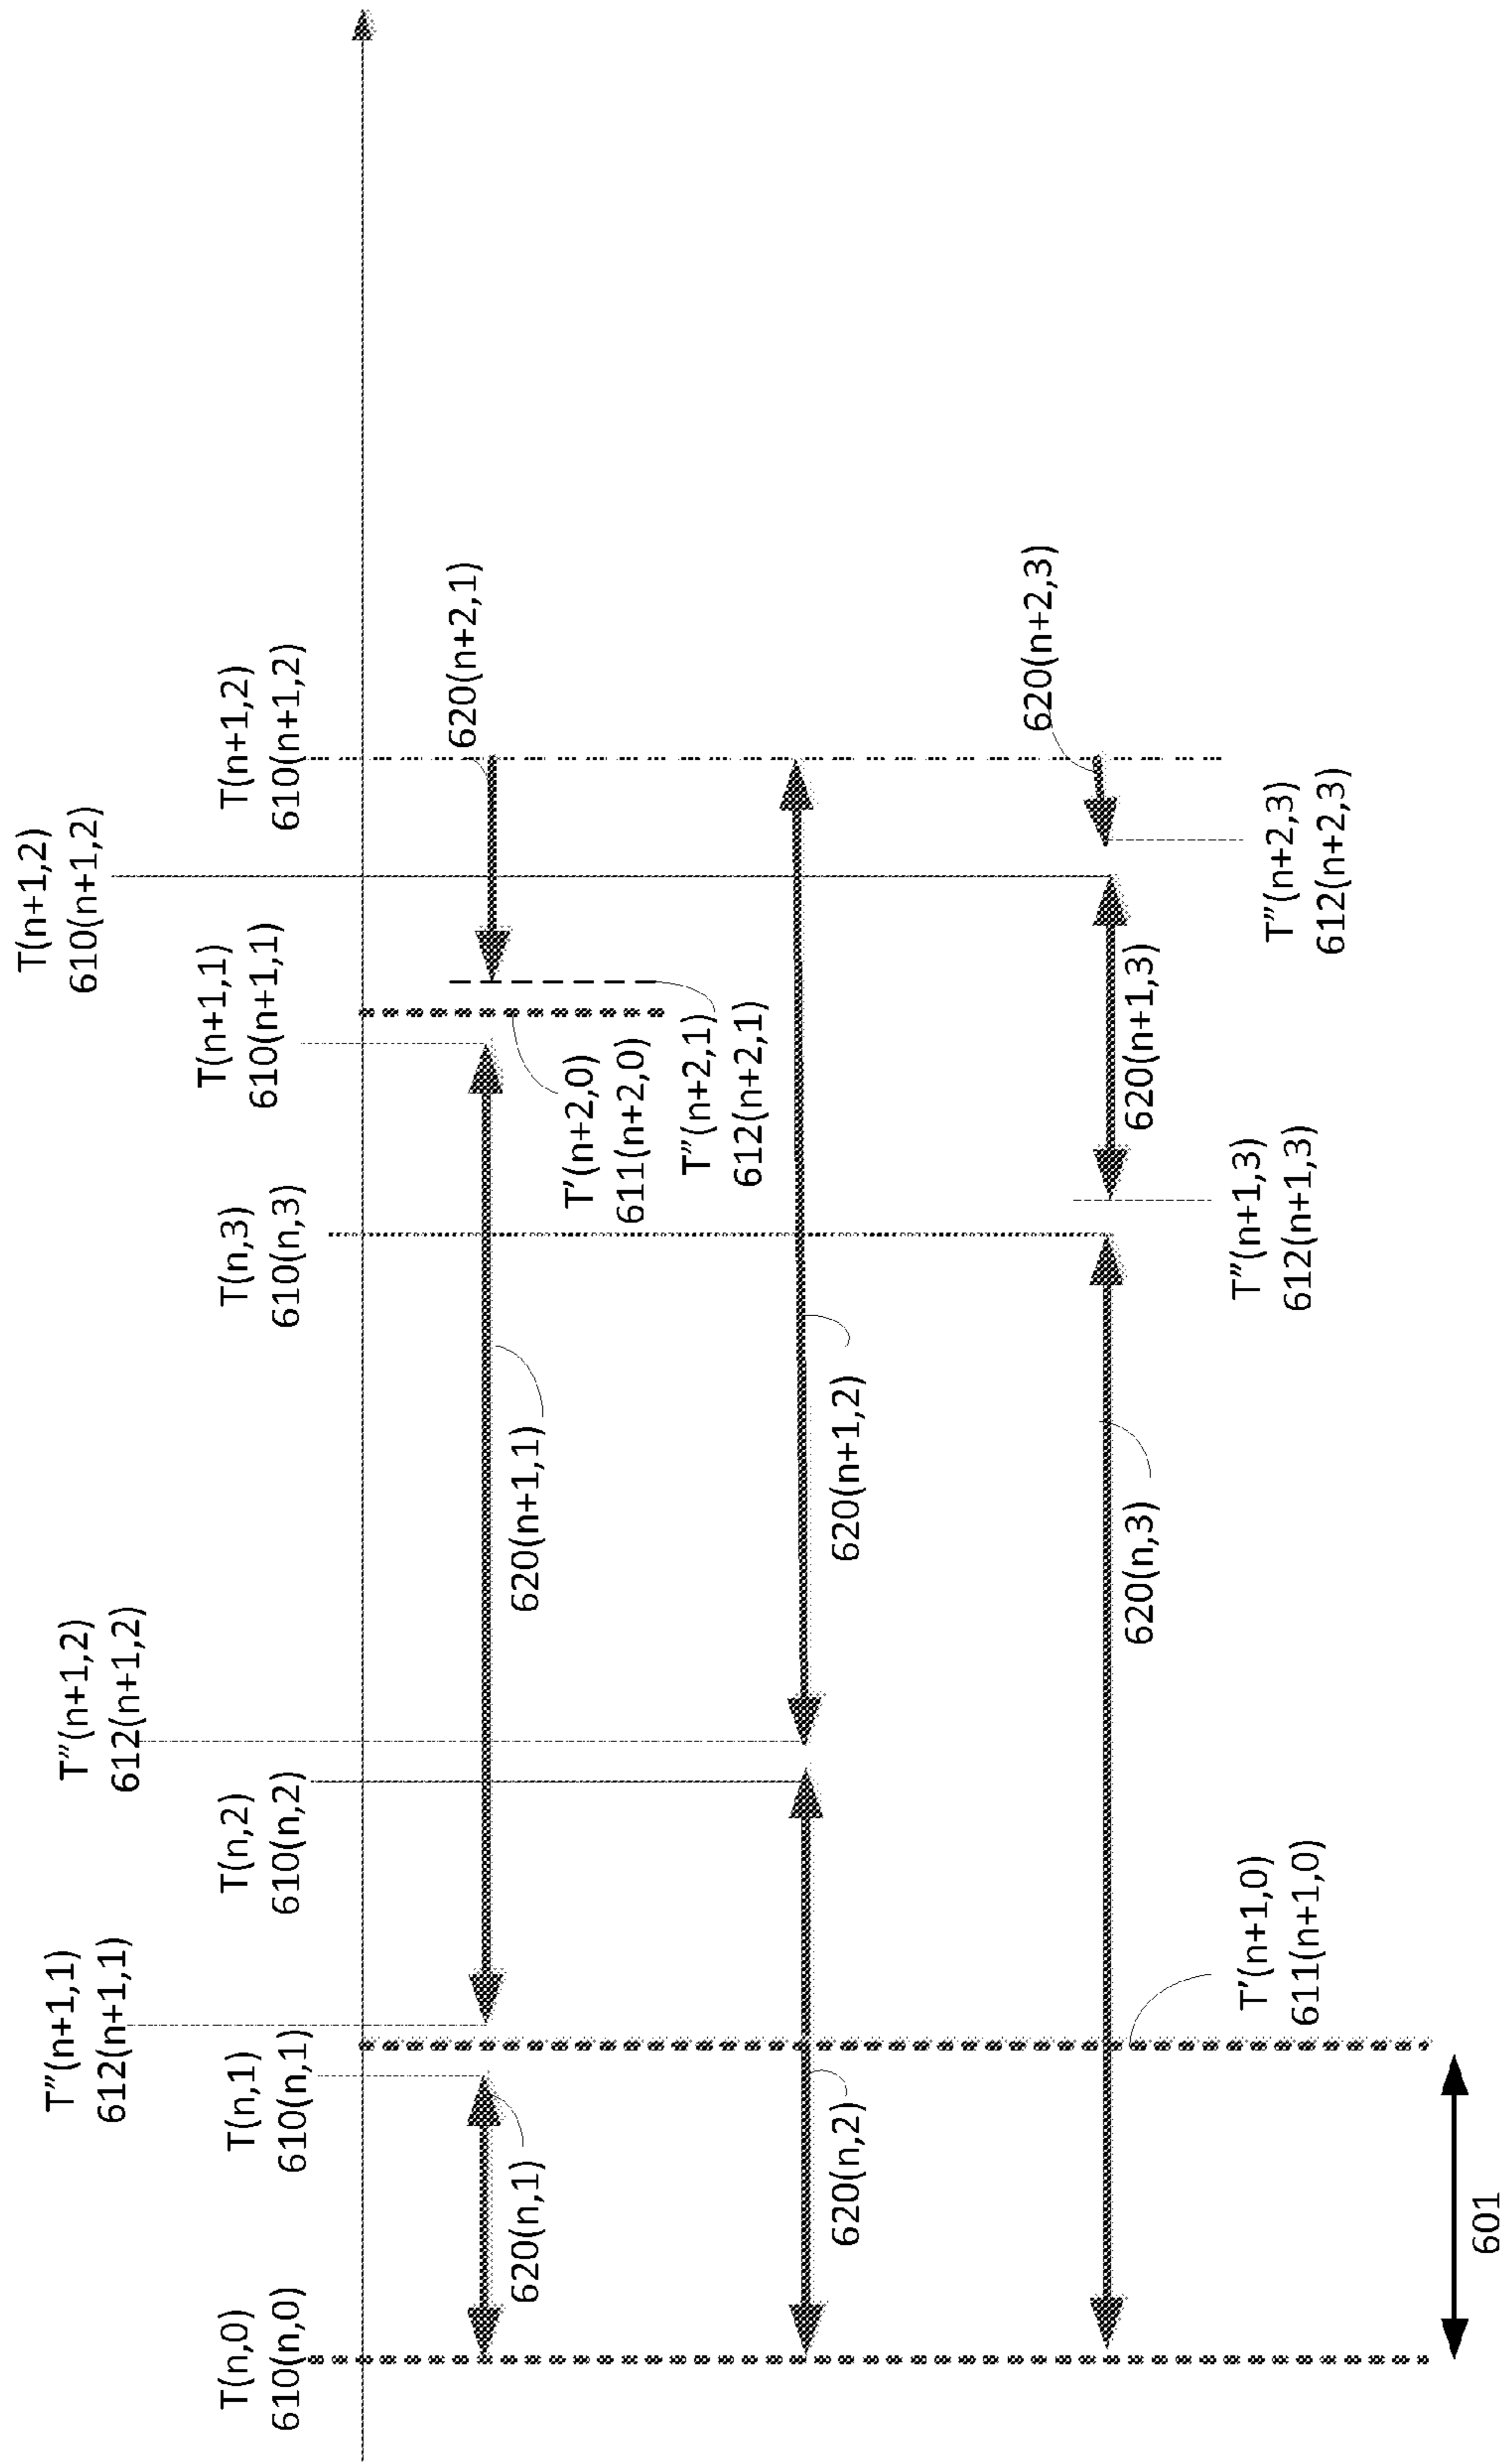 T(n+1,2)
610(n+1,2)
T"(n+1,2)
612(n+1,2)
T"(n+1,1)
612(n+1,1)
T(n,0)
610(n,0)
T(n,1)
610(n,1)
T(n,2)
610(n,2)
T(n,3)
610(n,3)
T(n+1,1)
610(n+1,1)
T(n+1,2)
610(n+1,2)
620(n,1)
620(n+1,1)
620(n+2,1)
T'(n+2,0)
611(n+2,0)
T"(n+2,1)
612(n+2,1)
620(n,2)
620(n+1,2)
620(n,3)
620(n+1,3)
620(n+2,3)
T'(n+1,0)
611(n+1,0)
T"(n+1,3)
612(n+1,3)
T"(n+2,3)
612(n+2,3)
601